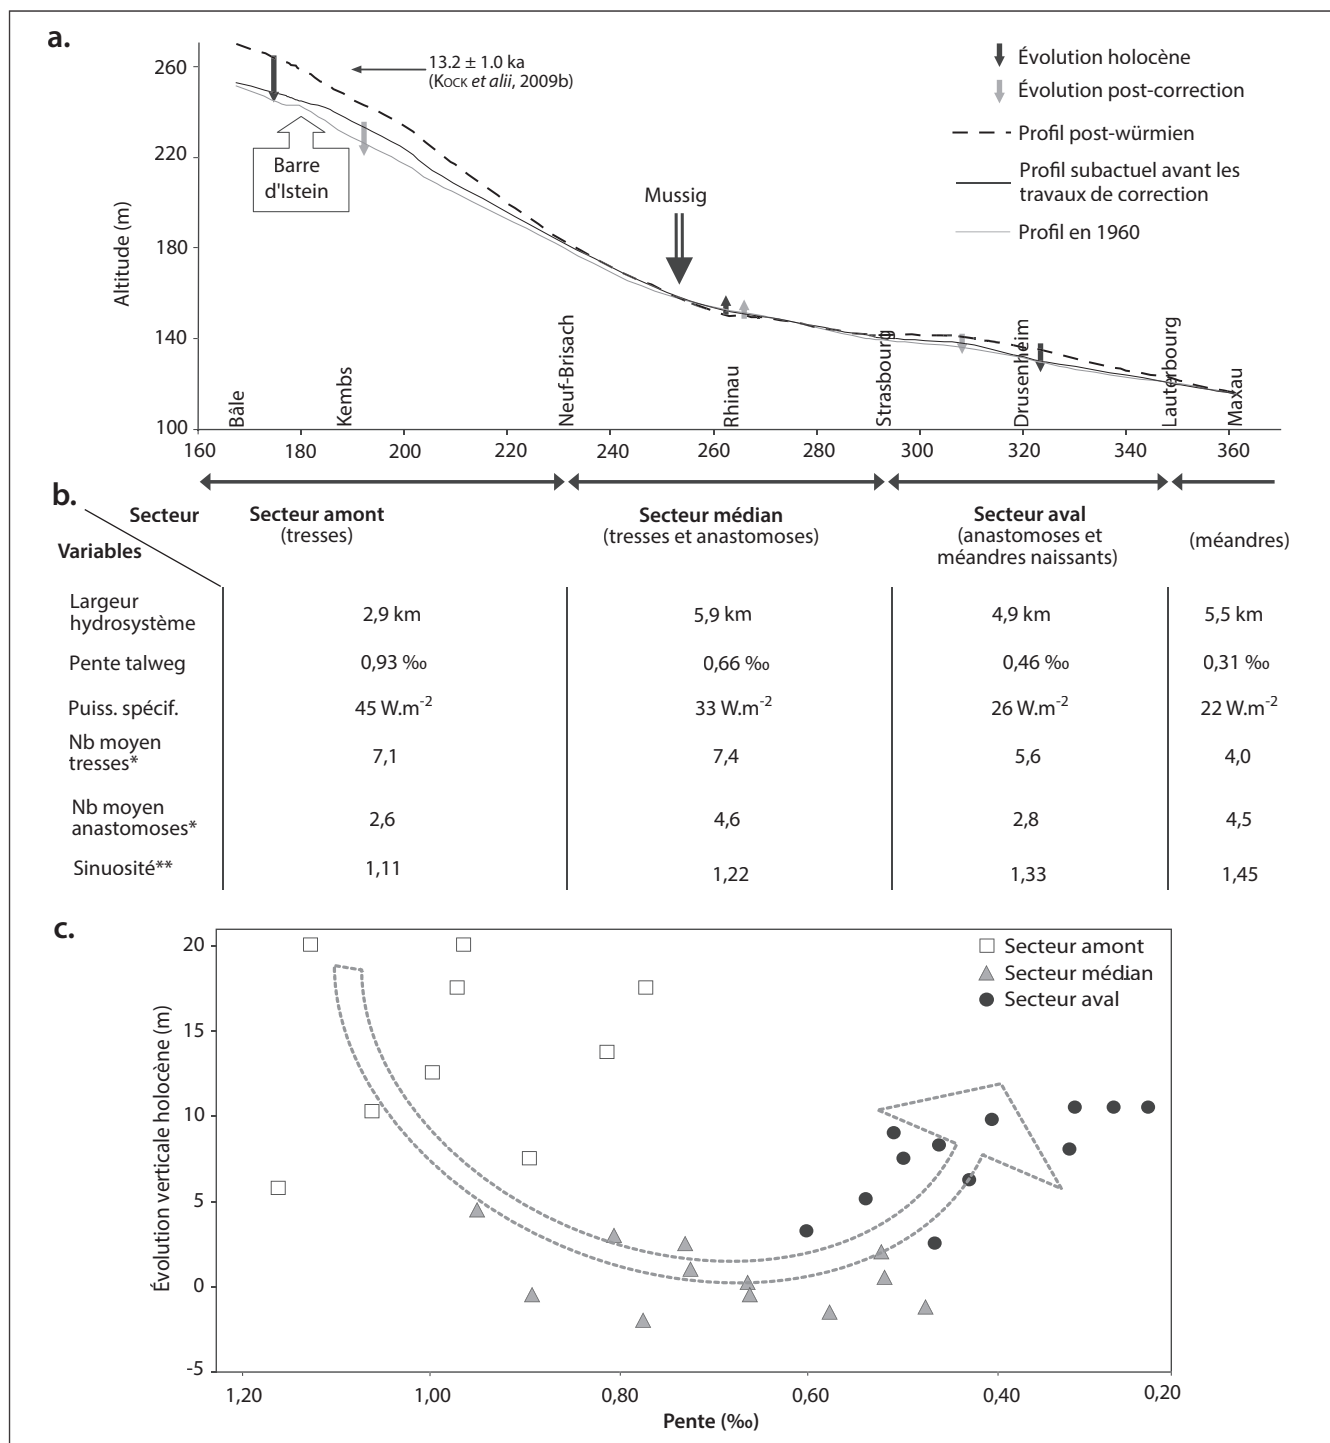 a.
260
220
180
140
100
Altitude (m)
13.2 ± 1.0 ka
(Kock et alii, 2009b)
Barre
d'Istein
Mussig
Évolution holocène
Évolution post-correction
Profil post-würmien
Profil subactuel avant les
travaux de correction
Profil en 1960
Bâle
Kembs
Neuf-Brisach
Rhinau
Strasbourg
Drusenheim
Lauterbourg
Maxau
160 180 200 220 240 260 280 300 320 340 360
b.
Secteur
Variables
Secteur amont
(tresses)
Secteur médian
(tresses et anastomoses)
Secteur aval
(anastomoses et
méandres naissants)
(méandres)
Largeur
hydrosystème
2,9 km 5,9 km 4,9 km 5,5 km
Pente talweg 0,93 ‰ 0,66 ‰ 0,46 ‰ 0,31 ‰
Puiss. spécif. 45 W.m-2 33 W.m-2 26 W.m-2 22 W.m-2
Nb moyen
tresses*
7,1 7,4 5,6 4,0
Nb moyen
anastomoses*
2,6 4,6 2,8 4,5
Sinuosité** 1,11 1,22 1,33 1,45
c.
Évolution verticale holocène (m)
20
15
10
5
0
-5
Secteur amont
Secteur médian
Secteur aval
1,20 1,00 0,80 0,60 0,40 0,20
Pente (‰)